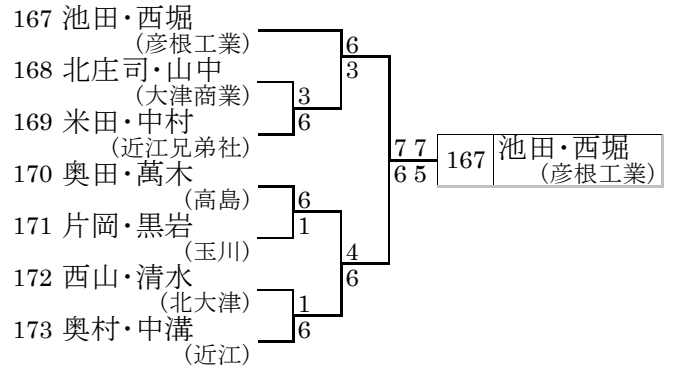 167 池田・西堀
(彦根工業)
168 北庄司・山中
(大津商業)
169 米田・中村
(近江兄弟社)
170 奥田・萬木
(高島)
171 片岡・黒岩
(玉川)
172 西山・清水
(北大津)
173 奥村・中溝
(近江)
6
3
3
6
6
1
1
6
4
6
7 7
6 5
167 池田・西堀
(彦根工業)